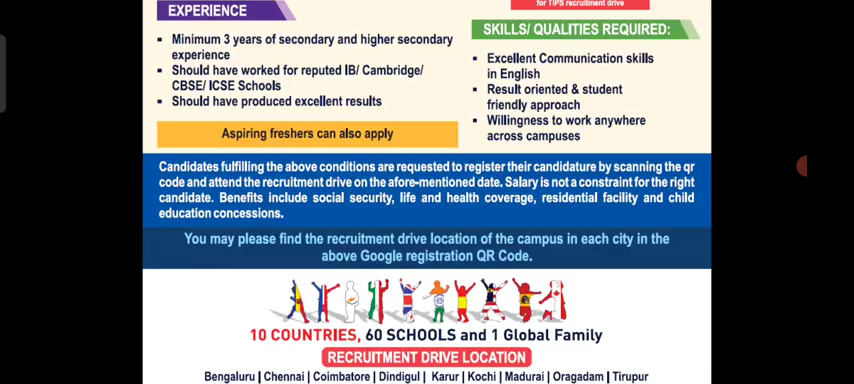 for TIPS recruitment drive
EXPERIENCE
▪ Minimum 3 years of secondary and higher secondary
experience
▪ Should have worked for reputed IB/ Cambridge/
CBSE/ ICSE Schools
▪ Should have produced excellent results
Aspiring freshers can also apply
SKILLS/ QUALITIES REQUIRED:
▪ Excellent Communication skills
in English
▪ Result oriented & student
friendly approach
▪ Willingness to work anywhere
across campuses
Candidates fulfilling the above conditions are requested to register their candidature by scanning the qr
code and attend the recruitment drive on the afore-mentioned date. Salary is not a constraint for the right
candidate. Benefits include social security, life and health coverage, residential facility and child
education concessions.
You may please find the recruitment drive location of the campus in each city in the
above Google registration QR Code.
10 COUNTRIES, 60 SCHOOLS and 1 Global Family
RECRUITMENT DRIVE LOCATION
Bengaluru | Chennai | Coimbatore | Dindigul | Karur | Kochi | Madurai | Oragadam | Tirupur